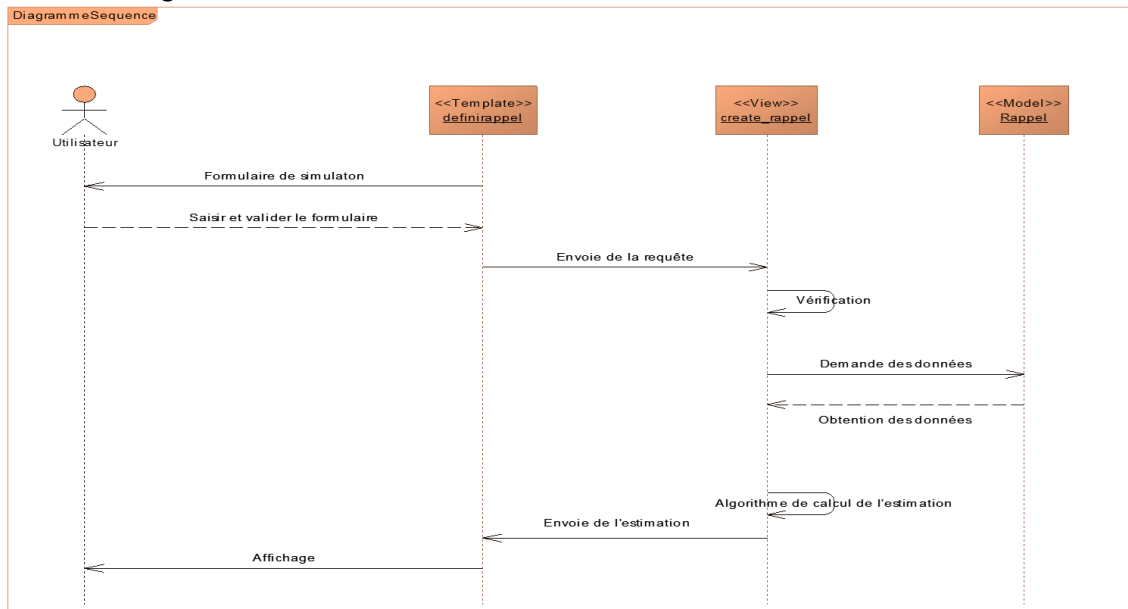 DiagrammeSequence
Utilisateur
<<Template>>
definirappel
<<View>>
create_rappel
<<Model>>
Rappel
Formulaire de simulaton
Saisir et valider le formulaire
Envoie de la requête
Vérification
Demande des données
Obtention des données
Algorithme de calcul de l'estimation
Envoie de l'estimation
Affichage